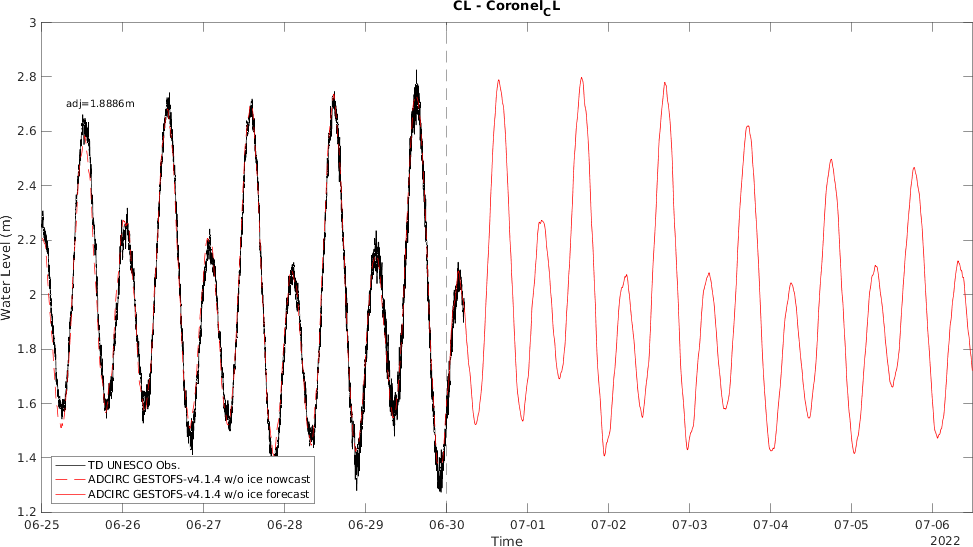 CL - Coronel_CL
3
2.8
2.6
2.4
2.2
2
1.8
1.6
1.4
1.2
Water Level (m)
adj=1.8886m
TD UNESCO Obs.
ADCIRC GESTOFS-v4.1.4 w/o ice nowcast
ADCIRC GESTOFS-v4.1.4 w/o ice forecast
06-25 06-26 06-27 06-28 06-29 06-30 07-01 07-02 07-03 07-04 07-05 07-06
Time
2022